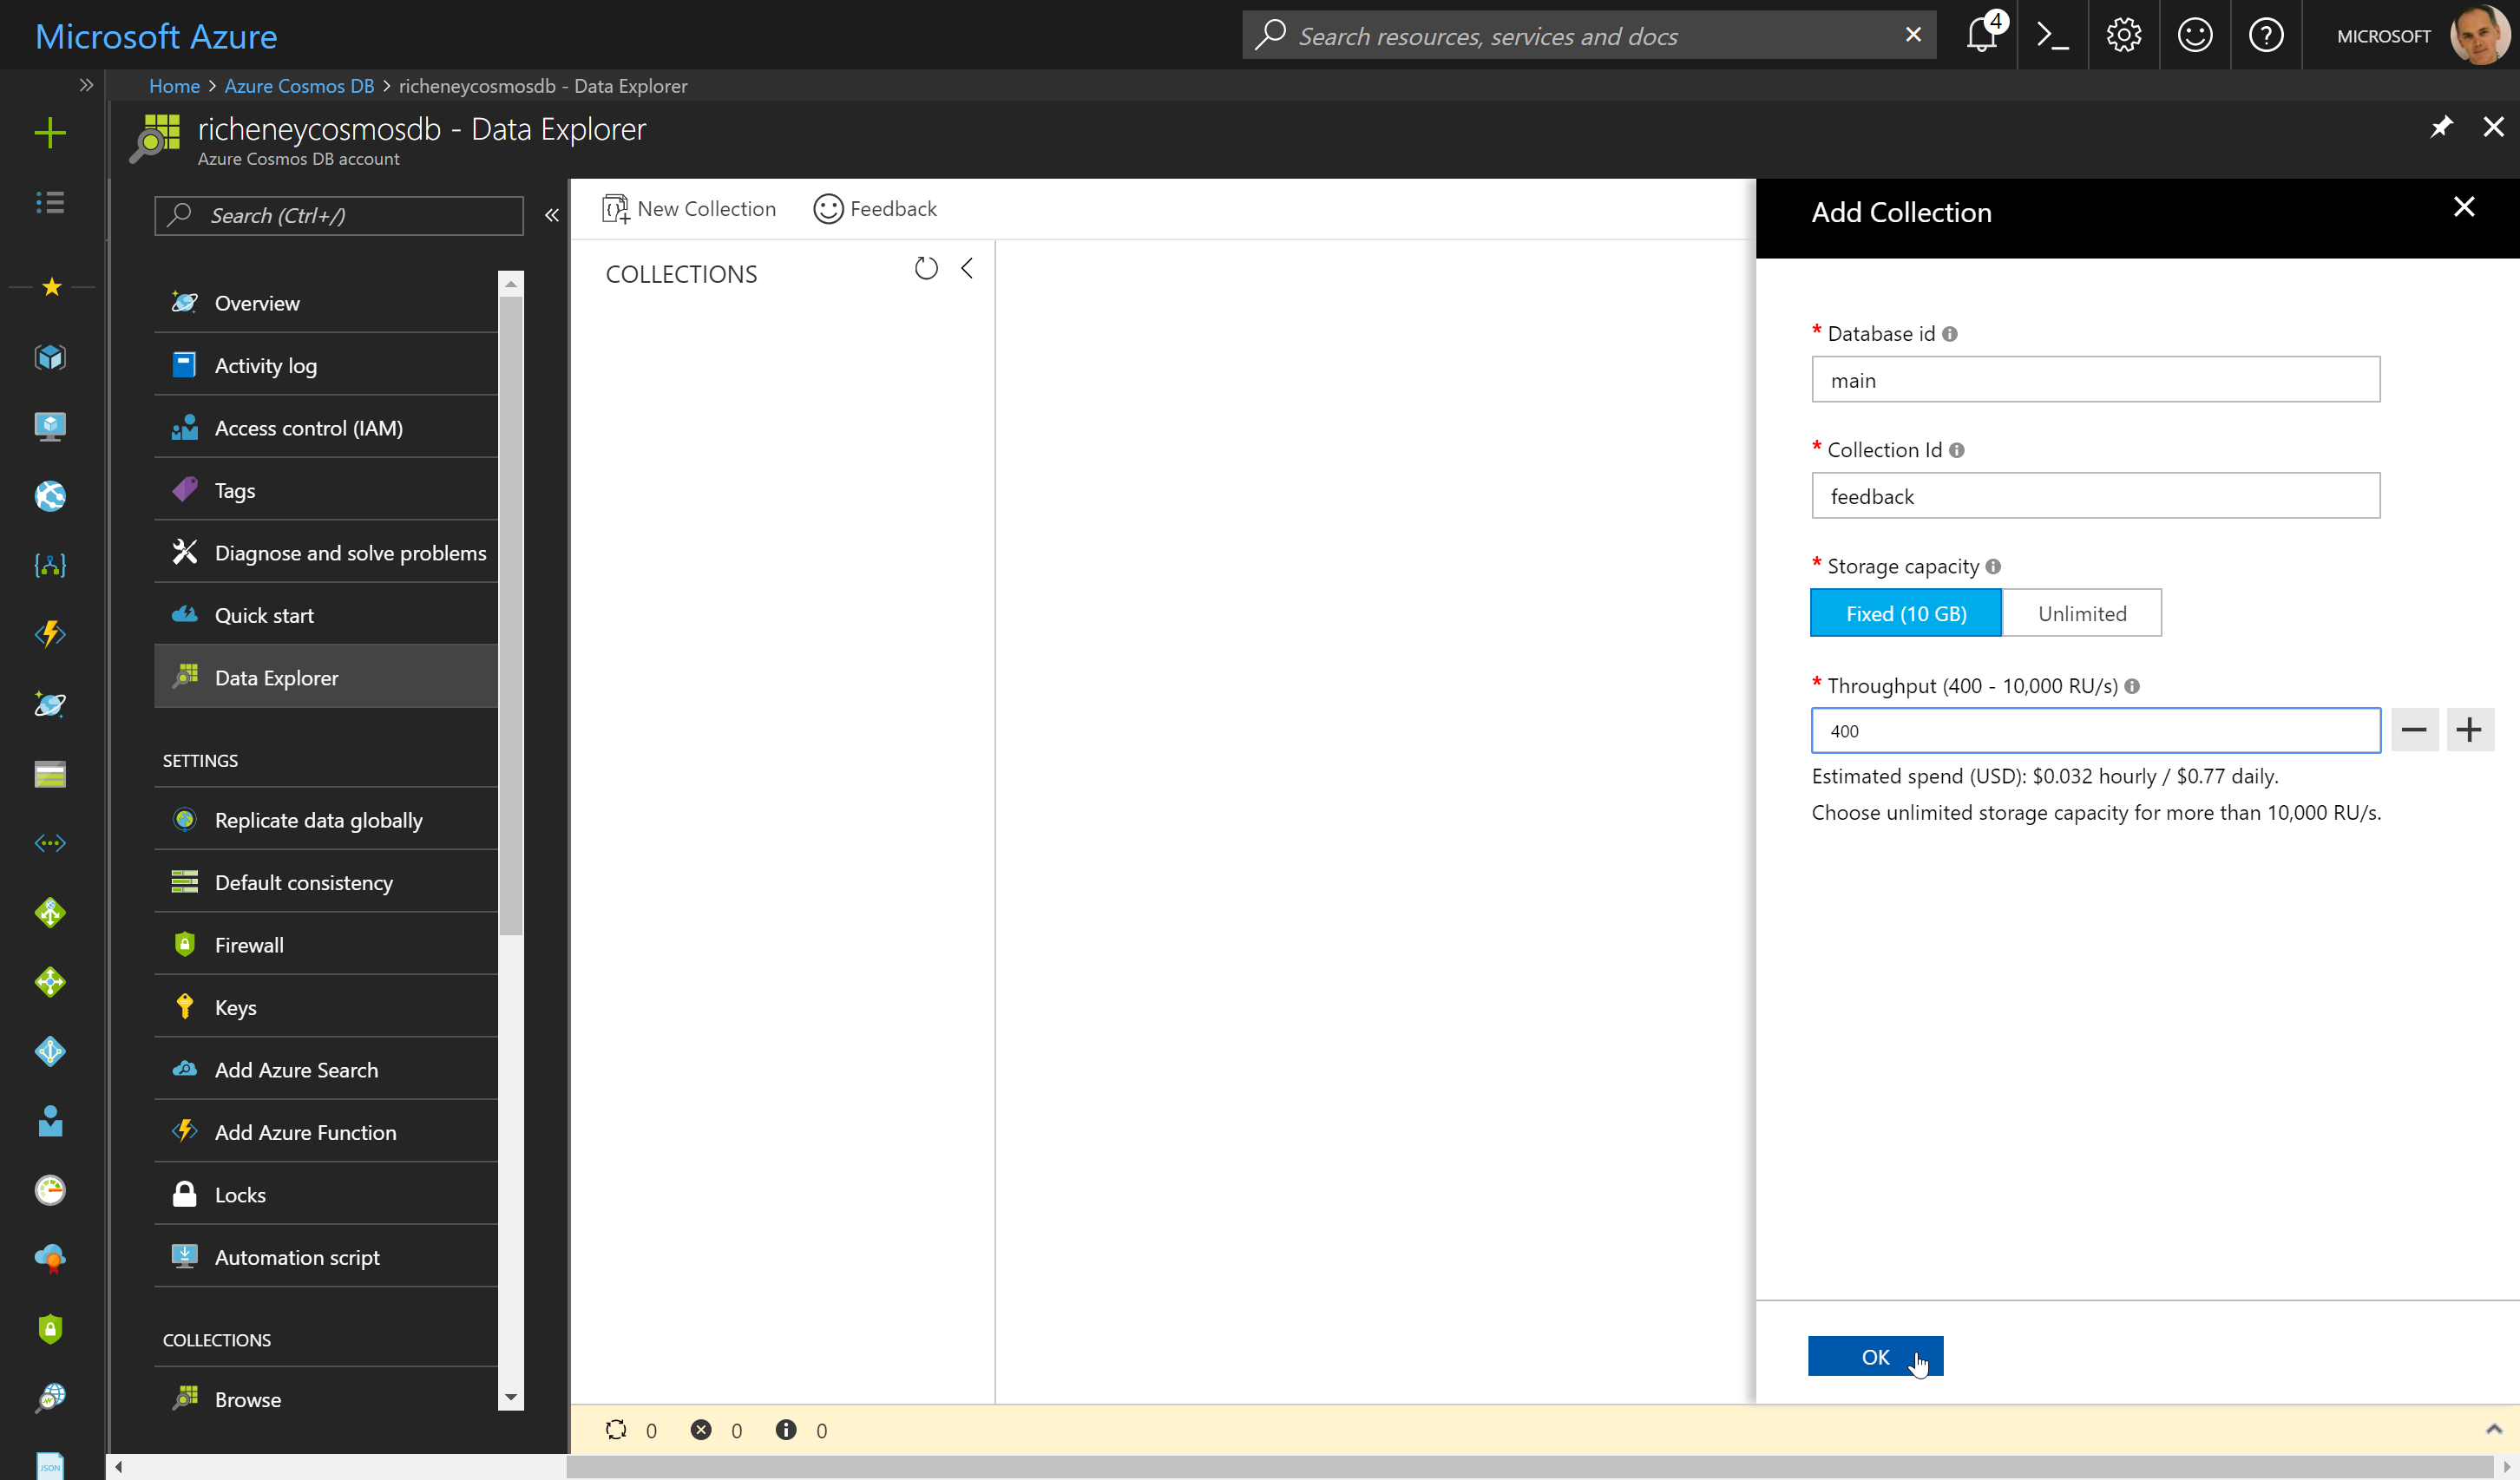 Microsoft Azure
Search resources, services and docs
4
MICROSOFT
Home > Azure Cosmos DB > richeneycosmosdb - Data Explorer
richeneycosmosdb - Data Explorer
Azure Cosmos DB account
Search (Ctrl+/)
Overview
Activity log
Access control (IAM)
Tags
Diagnose and solve problems
Quick start
Data Explorer
SETTINGS
Replicate data globally
Default consistency
Firewall
Keys
Add Azure Search
Add Azure Function
Locks
Automation script
COLLECTIONS
Browse
JSON
New Collection
Feedback
COLLECTIONS
Add Collection
* Database id
main
* Collection Id
feedback
* Storage capacity
Fixed (10 GB)
Unlimited
* Throughput (400 - 10,000 RU/s)
400
Estimated spend (USD): $0.032 hourly / $0.77 daily.
Choose unlimited storage capacity for more than 10,000 RU/s.
OK
0 0 0